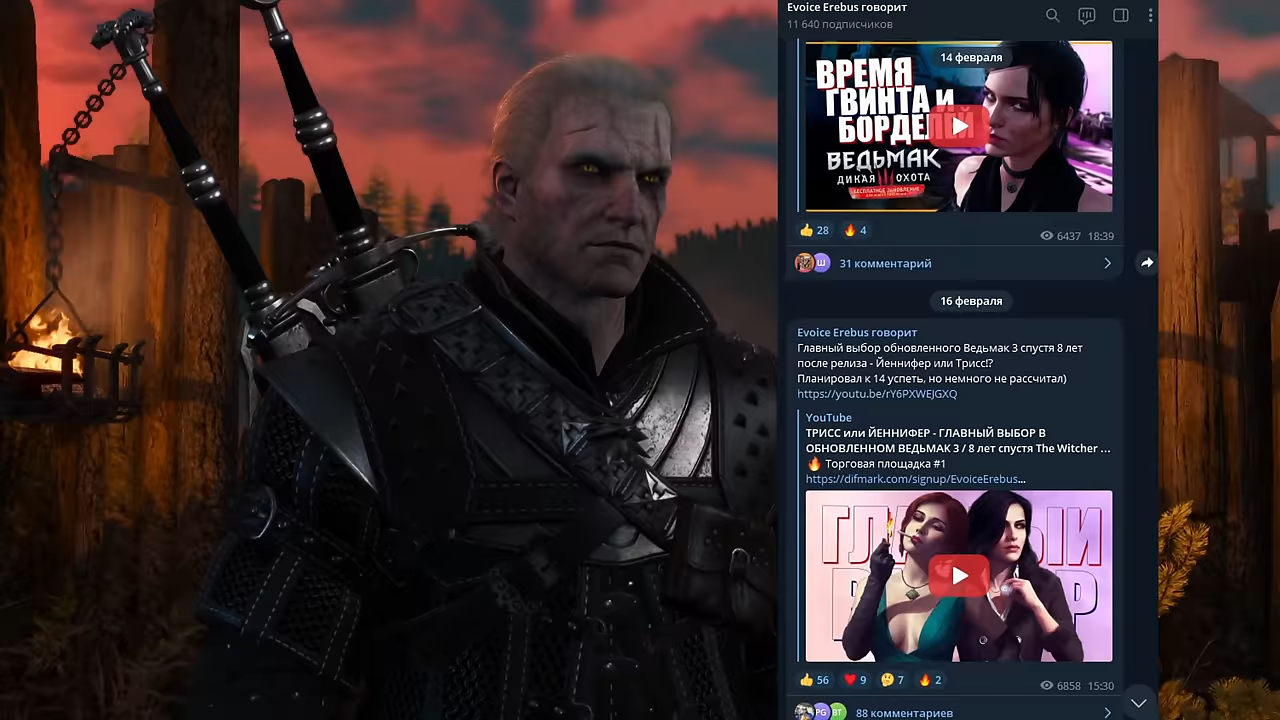 Evoice Erebus говорит
11 640 подписчиков
14 февраля
ВРЕМЯ
ГВИНТА И
БОРДЕЛЕЙ
ВЕДЬМАК
ДИКАЯ ОХОТА
БЕСПЛАТНОЕ ОБНОВЛЕНИЕ
28 4
6437 18:39
Ш
31 комментарий
16 февраля
Evoice Erebus говорит
Главный выбор обновленного Ведьмак 3 спустя 8 лет
после релиза - Йеннифер или Трисс!?
Планировал к 14 успеть, но немного не рассчитал)
https://youtu.be/rY6PXWEJGXQ
YouTube
ТРИСС или ЙЕННИФЕР - ГЛАВНЫЙ ВЫБОР В
ОБНОВЛЕННОМ ВЕДЬМАК 3 / 8 лет спустя The Witcher ...
🔥 Торговая площадка #1
https://difmark.com/signup/EvoiceErebus...
56 9 7 2
6858 15:30
PG BT
88 комментариев